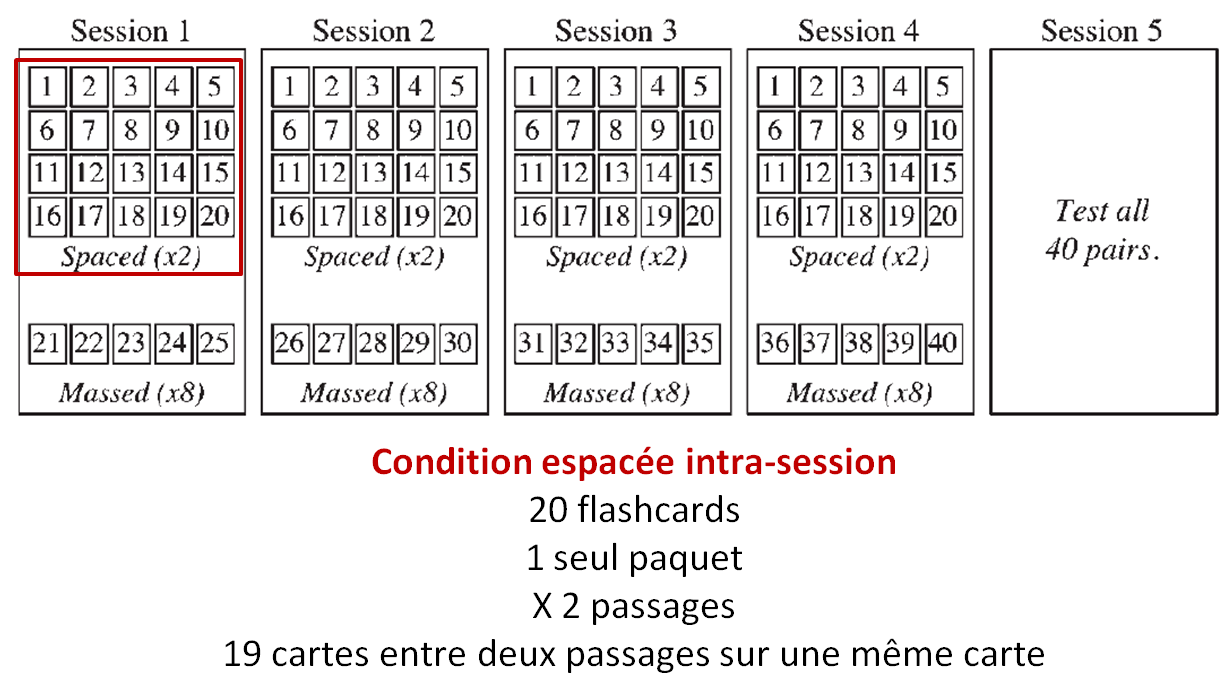 Session 1 Session 2 Session 3 Session 4 Session 5
1 2 3 4 5 1 2 3 4 5 1 2 3 4 5 1 2 3 4 5
6 7 8 9 10 6 7 8 9 10 6 7 8 9 10 6 7 8 9 10
11 12 13 14 15 11 12 13 14 15 11 12 13 14 15 11 12 13 14 15
16 17 18 19 20 16 17 18 19 20 16 17 18 19 20 16 17 18 19 20
Test all
40 pairs.
Spaced (x2) Spaced (x2) Spaced (x2) Spaced (x2)
21 22 23 24 25 26 27 28 29 30 31 32 33 34 35 36 37 38 39 40
Massed (x8) Massed (x8) Massed (x8) Massed (x8)
Condition espacée intra-session
20 flashcards
1 seul paquet
X 2 passages
19 cartes entre deux passages sur une même carte